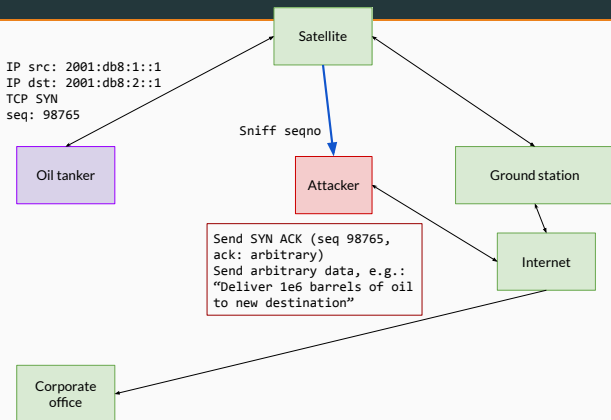 Satellite
IP src: 2001:db8:1::1
IP dst: 2001:db8:2::1
TCP SYN
seq: 98765
Sniff seqno
Oil tanker
Attacker
Ground station
Send SYN ACK (seq 98765,
ack: arbitrary)
Send arbitrary data, e.g.:
“Deliver 1e6 barrels of oil
to new destination”
Internet
Corporate
office